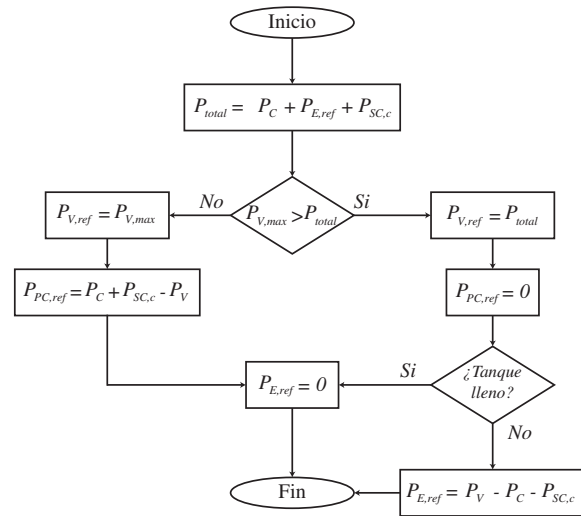 Inicio
P_total = P_C + P_E,ref + P_SC,c
No
P_V,max > P_total
Si
P_V,ref = P_V,max
P_V,ref = P_total
P_PC,ref = P_C + P_SC,c - P_V
P_PC,ref = 0
Si
¿Tanque
lleno?
P_E,ref = 0
No
Fin
P_E,ref = P_V - P_C - P_SC,c